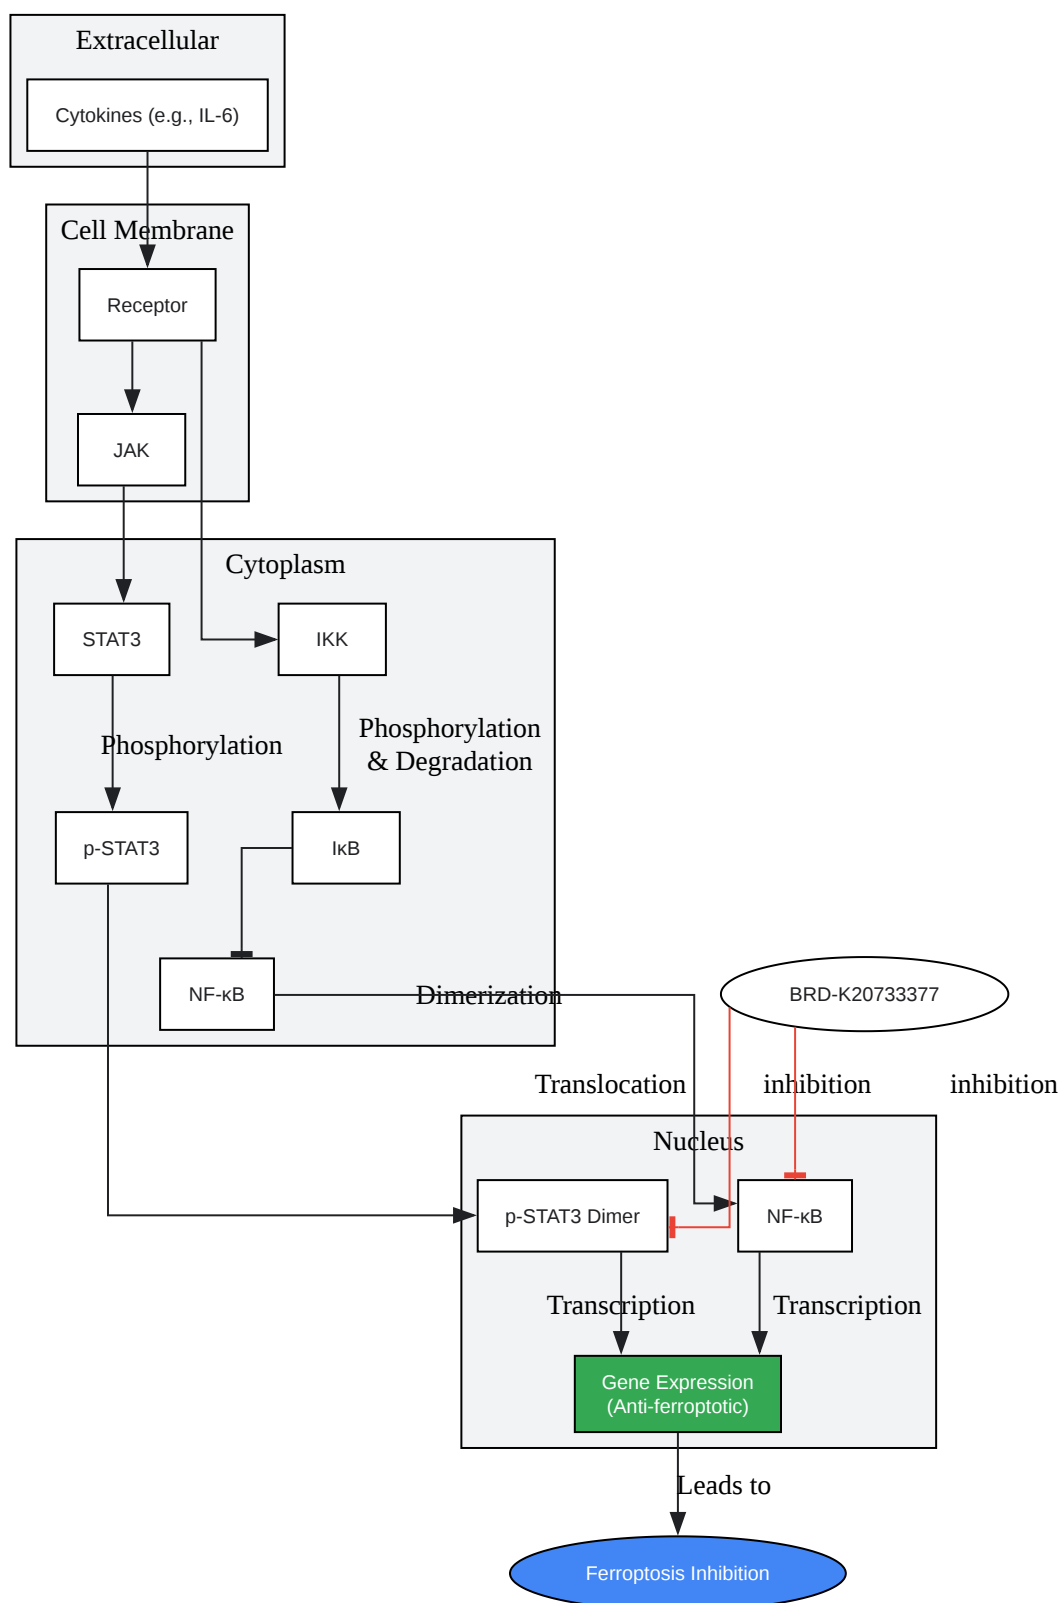 Extracellular
Cytokines (e.g., IL-6)
Cell Membrane
Receptor
JAK
Cytoplasm
STAT3
IKK
Phosphorylation
Phosphorylation
& Degradation
p-STAT3
IκB
NF-κB
Dimerization
BRD-K20733377
Translocation
inhibition
inhibition
Nucleus
p-STAT3 Dimer
NF-κB
Transcription
Transcription
Gene Expression
(Anti-ferroptotic)
Leads to
Ferroptosis Inhibition